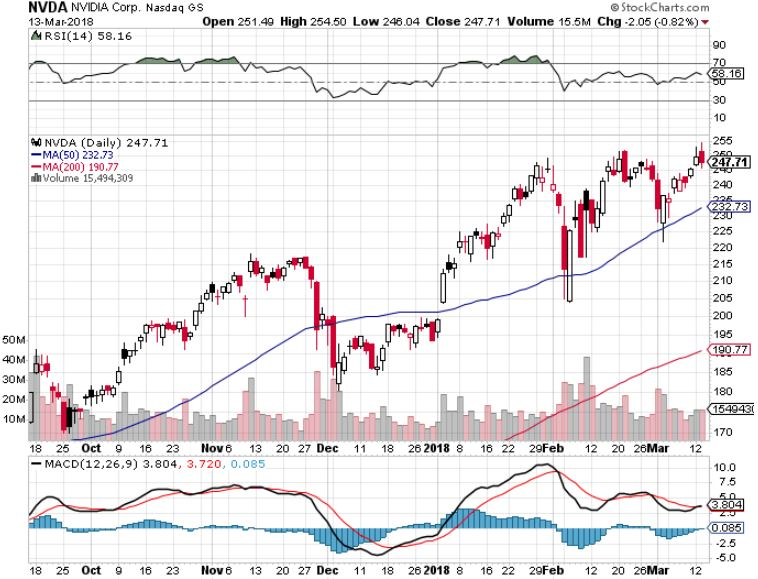 NVDA NVIDIA Corp. Nasdaq GS © StockCharts.com
13-Mar-2018 Open 251.49 High 254.50 Low 246.04 Close 247.71 Volume 15.5M Chg -2.05 (-0.82%)
RSI(14) 58.16
90
70
58.16
50
30
10
NVDA (Daily) 247.71
MA(50) 232.73
MA(200) 190.77
Volume 15,494,309
255
250
247.71
245
240
235
232.73
230
225
220
215
210
205
200
195
190.77
185
180
170
50M
40M
30M
20M
10M
1549430
18 25 Oct 9 16 23 Nov 6 13 20 27 Dec 11 18 26 2018 8 16 22 29 Feb 12 20 26 Mar 12
MACD(12,26,9) 3.804, 3.720, 0.085
10.0
7.5
5.0
3.804
0.085
-2.5
-5.0
18 25 Oct 9 16 23 Nov 6 13 20 27 Dec 11 18 26 2018 8 16 22 29 Feb 12 20 26 Mar 12